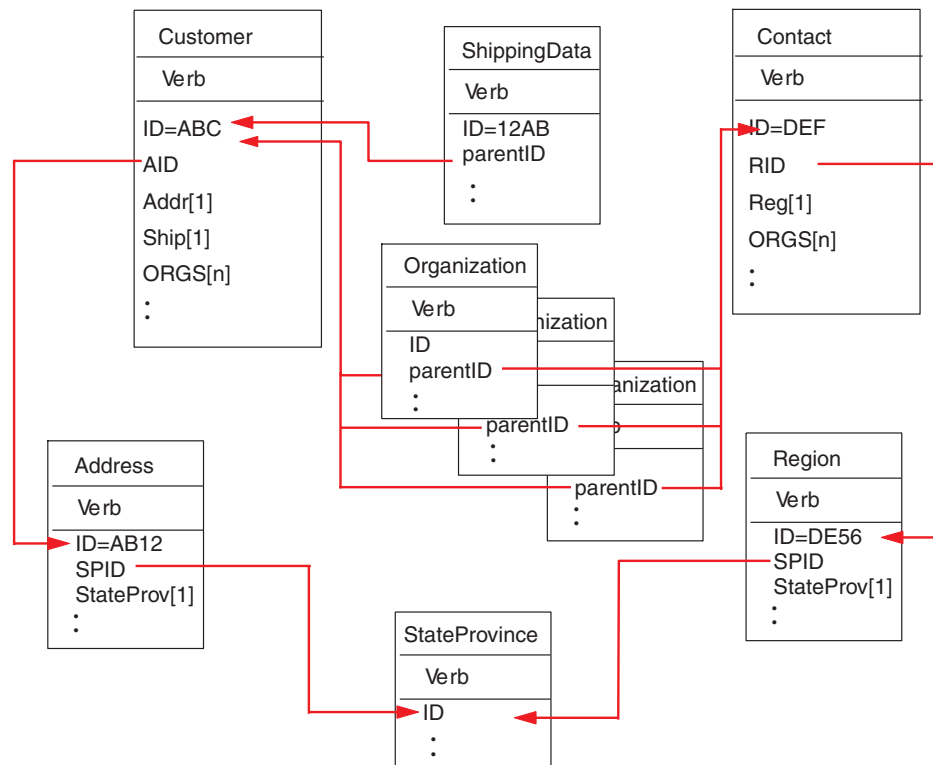 Customer
Verb
ID=ABC
AID
Addr[1]
Ship[1]
ORGS[n]
:
ShippingData
Verb
ID=12AB
parentID
:
Contact
Verb
ID=DEF
RID
Reg[1]
ORGS[n]
:
Organization
Verb
ID
parentID
:
nization
parentID
:
anization
b
parentID
:
Address
Verb
ID=AB12
SPID
StateProv[1]
:
Region
Verb
ID=DE56
SPID
StateProv[1]
:
StateProvince
Verb
ID
: